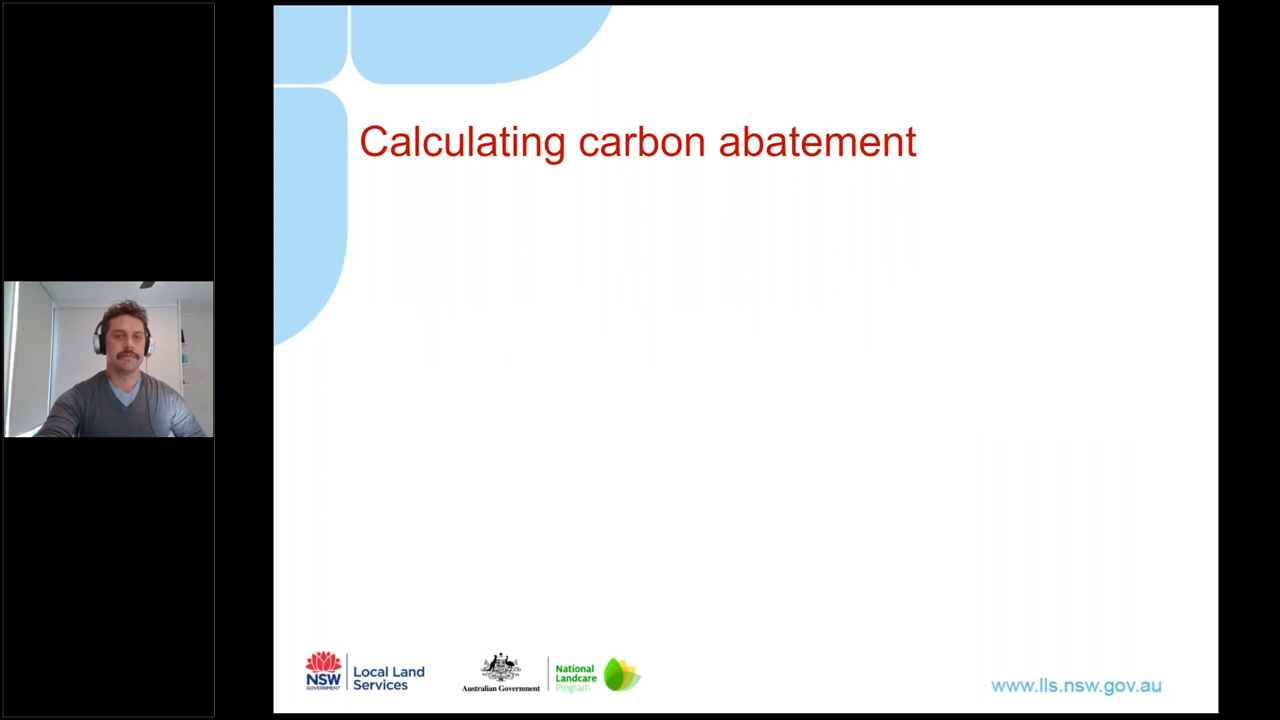 Calculating carbon abatement
NSW
GOVERNMENT
Local Land
Services
Australian Government
National
Landcare
Program
www.lls.nsw.gov.au